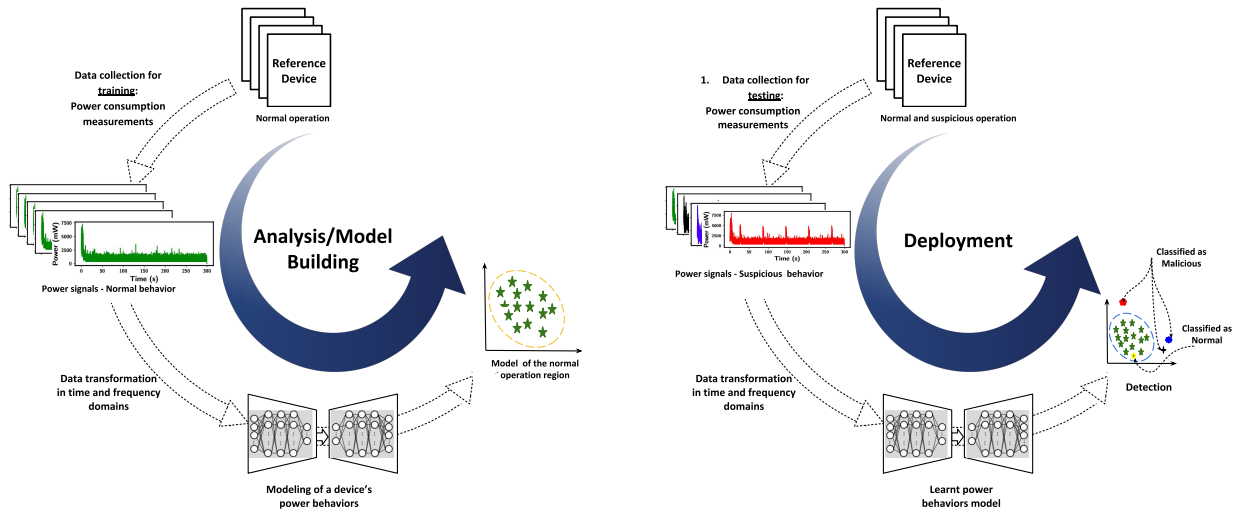 Reference
Device
Normal operation
Data collection for
training:
Power consumption
measurements
Power (mW)
7500
5000
2500
0
0
50
100
150
200
250
300
Time (s)
Power signals - Normal behavior
Analysis/Model
Building
Data transformation
in time and frequency
domains
Modeling of a device's
power behaviors
Model of the normal
operation region
Reference
Device
Normal and suspicious operation
1. Data collection for
testing:
Power consumption
measurements
Power (mW)
7500
5000
2500
0
0
50
100
150
200
250
300
Time (s)
Power signals - Suspicious behavior
Deployment
Data transformation
in time and frequency
domains
Learnt power
behaviors model
Classified as
Malicious
Classified as
Normal
Detection